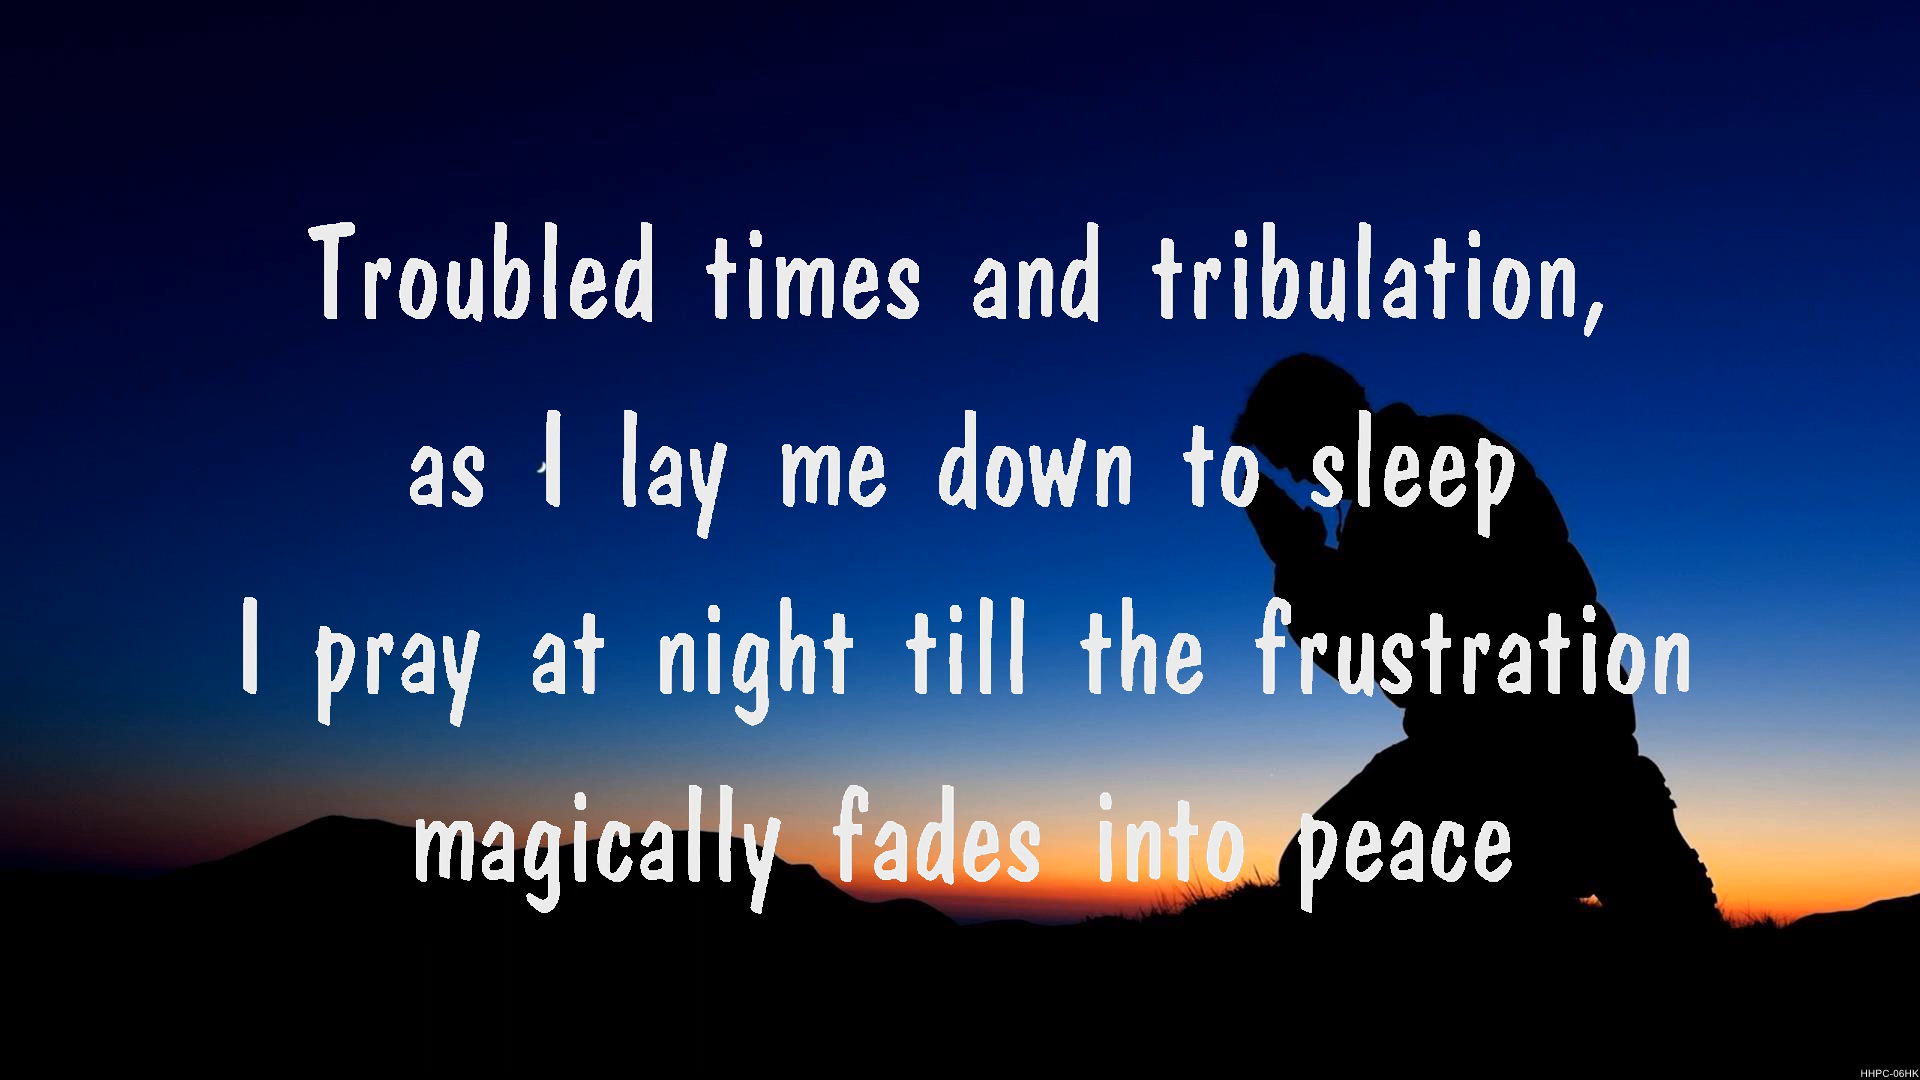 Troubled times and tribulation,
as I lay me down to sleep
I pray at night till the frustration
magically fades into peace
HHPC-06HK